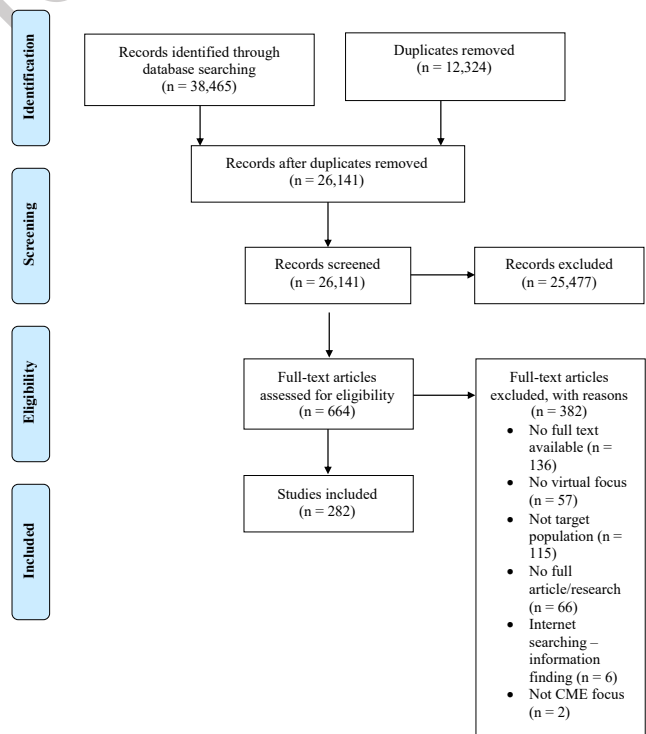 Identification
Records identified through
database searching
(n = 38,465)
Duplicates removed
(n = 12,324)
Records after duplicates removed
(n = 26,141)
Screening
Records screened
(n = 26,141)
Records excluded
(n = 25,477)
Eligibility
Full-text articles
assessed for eligibility
(n = 664)
Full-text articles
excluded, with reasons
(n = 382)
• No full text
available (n =
136)
• No virtual focus
(n = 57)
• Not target
population (n =
115)
• No full
article/research
(n = 66)
• Internet
searching –
information
finding (n = 6)
• Not CME focus
(n = 2)
Included
Studies included
(n = 282)